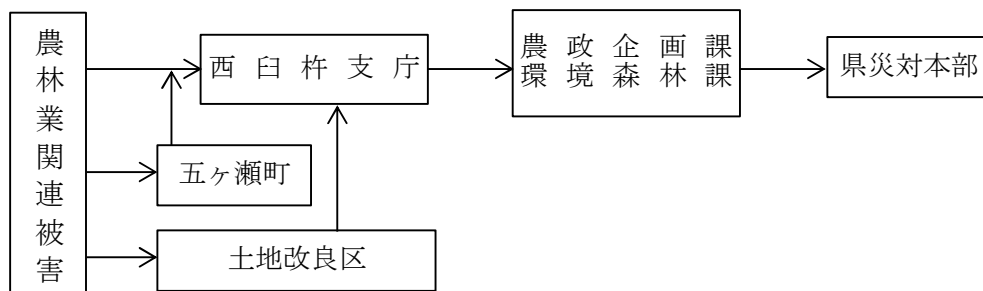 農林業関連被害
西臼杵支庁
農政企画課
環境森林課
県災対本部
五ヶ瀬町
土地改良区